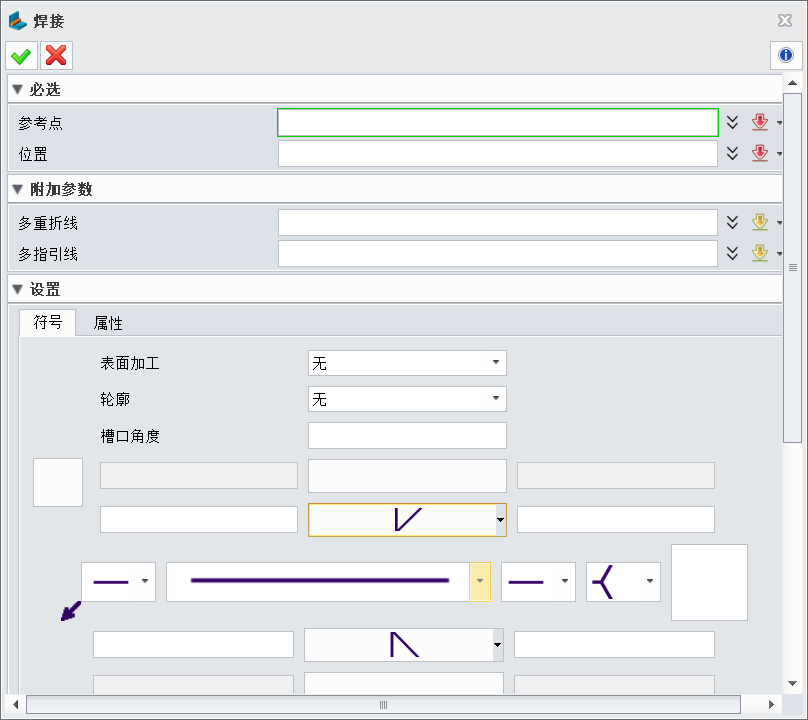 焊接
必选
参考点
位置
附加参数
多重折线
多指引线
设置
符号 属性
表面加工 无
轮廓 无
槽口角度